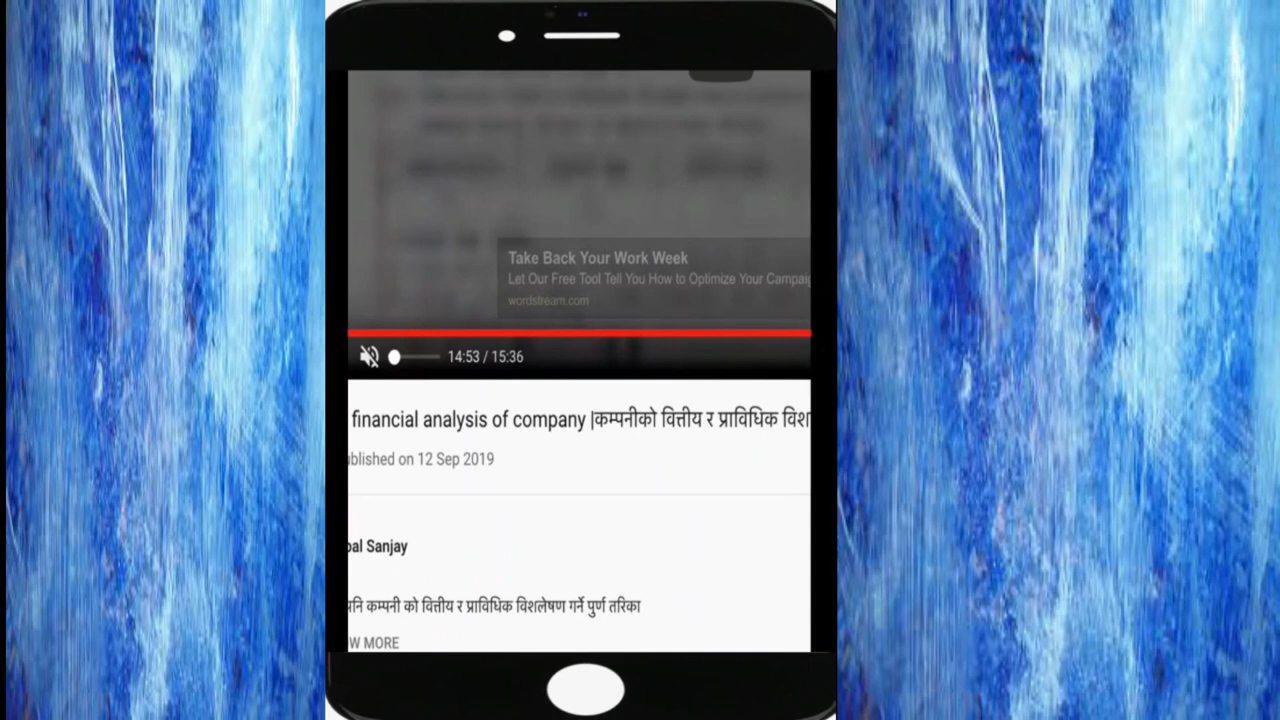 Take Back Your Work Week
Let Our Free Tool Tell You How to Optimize Your Campaig
wordstream.com
14:53 / 15:36
financial analysis of company |कम्पनीको वित्तीय र प्राविधिक विश
ublished on 12 Sep 2019
pal Sanjay
पनि कम्पनी को वित्तीय र प्राविधिक विशलेषण गर्ने पुर्ण तरिका
W MORE